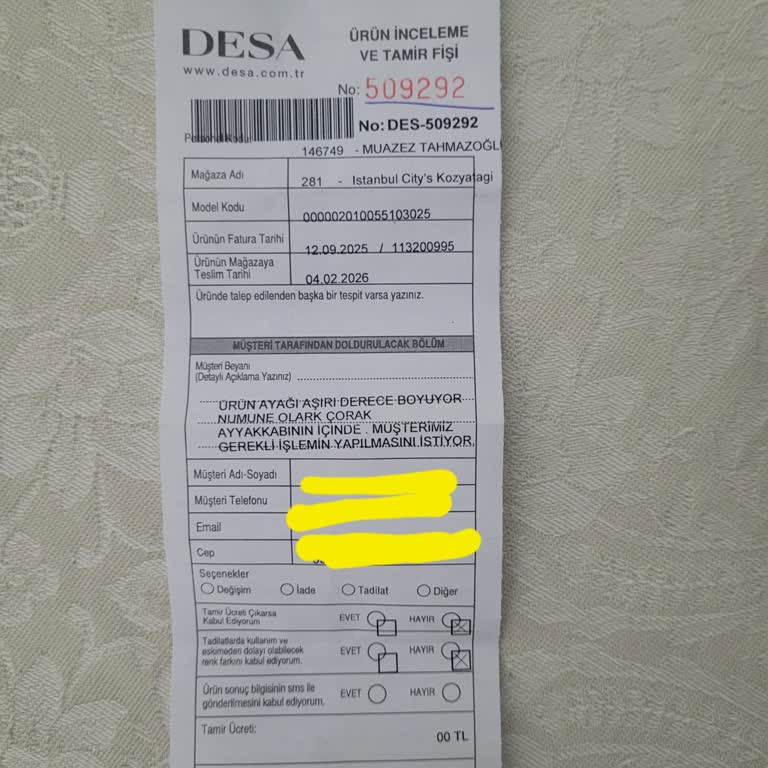 DESA
www.desa.com.tr
ÜRÜN İNCELEME
VE TAMİR FİŞİ
No: 509292
No: DES-509292
Personel Kodu
146749 - MUAZEZ TAHMAZOĞL
Mağaza Adı
281 - Istanbul City's Kozyatagi
Model Kodu
000002010055103025
Ürünün Fatura Tarihi
12.09.2025 / 113200995
Ürünün Mağazaya
Teslim Tarihi
04.02.2026
Üründe talep edilenden başka bir tespit varsa yazınız.
MÜŞTERİ TARAFINDAN DOLDURULACAK BÖLÜM
Müşteri Beyanı
(Detaylı Açıklama Yazınız)
ÜRÜN AYAĞI AŞIRI DERECE BOYUYOR
NUMUNE OLARK ÇORAK
AYYAKKABININ İÇİNDE . MÜŞTERİMİZ
GEREKLİ İŞLEMİN YAPILMASINI İSTİYOR.
Müşteri Adı-Soyadı
Müşteri Telefonu
Email
Cep
Seçenekler
Değişim İade Tadilat Diğer
Tamir Ücreti Çıkarsa
Kabul Ediyorum
EVET HAYIR
Tadilatlarda kullanım ve
eskimeden dolayı olabilecek
renk farkını kabul ediyorum.
EVET HAYIR
Ürün sonuç bilgisinin sms ile
gönderilmesini kabul ediyorum.
EVET HAYIR
Tamir Ücreti:
00 TL